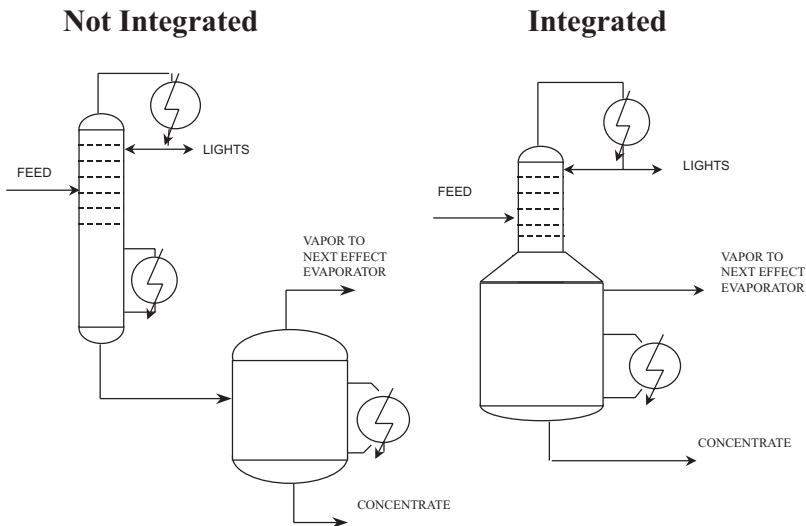 Not Integrated
FEED
LIGHTS
VAPOR TO
NEXT EFFECT
EVAPORATOR
CONCENTRATE
Integrated
FEED
LIGHTS
VAPOR TO
NEXT EFFECT
EVAPORATOR
CONCENTRATE